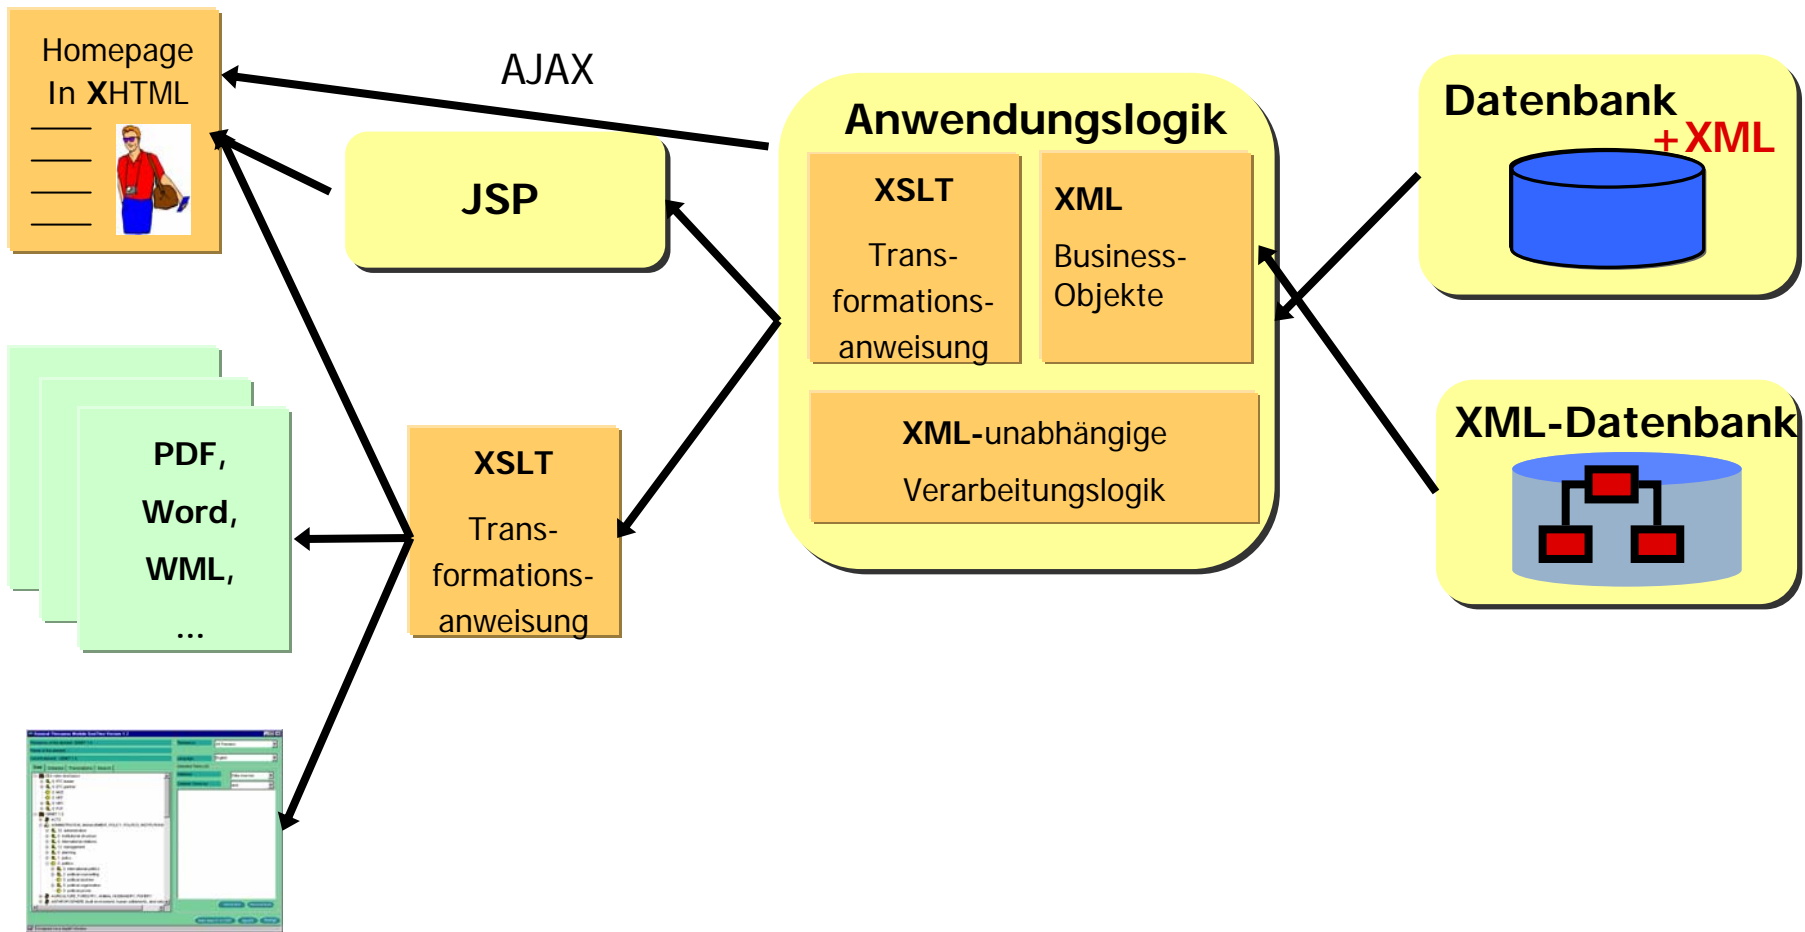 Homepage
In XHTML
AJAX
JSP
Anwendungslogik
XSLT
Trans-
formations-
anweisung
XML
Business-
Objekte
XML-unabhängige
Verarbeitungslogik
Datenbank
+XML
XML-Datenbank
PDF,
Word,
WML,
...
XSLT
Trans-
formations-
anweisung